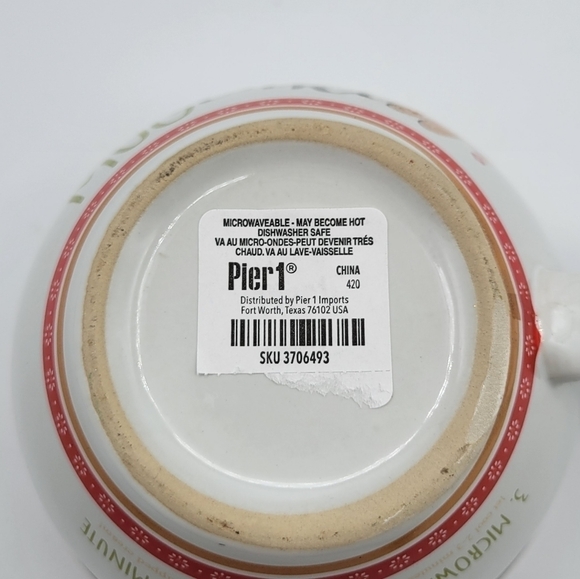 MICROWAVEABLE - MAY BECOME HOT
DISHWASHER SAFE
VA AU MICRO-ONDES-PEUT DEVENIR TRÉS
CHAUD. VA AU LAVE-VAISSELLE
Pier1® CHINA
420
Distributed by Pier 1 Imports
Fort Worth, Texas 76102 USA
SKU 3706493
3. MICROW
MINUTE